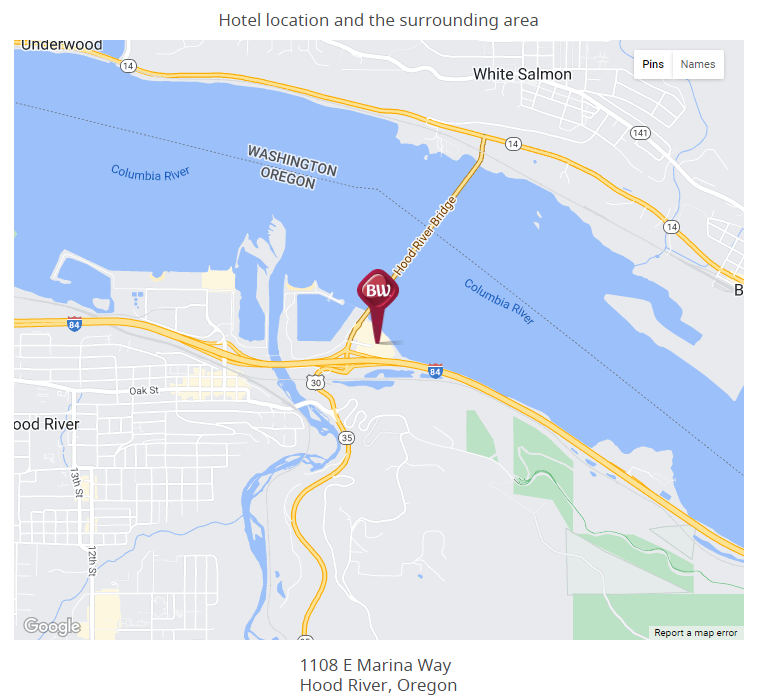 Hotel location and the surrounding area
Underwood
14
White Salmon
Pins
Names
141
14
WASHINGTON
OREGON
Columbia River
14
Hood River Bridge
BW
Columbia River
B
84
84
30
Oak St
ood River
35
13th St
12th St
Google
Report a map error
1108 E Marina Way
Hood River, Oregon